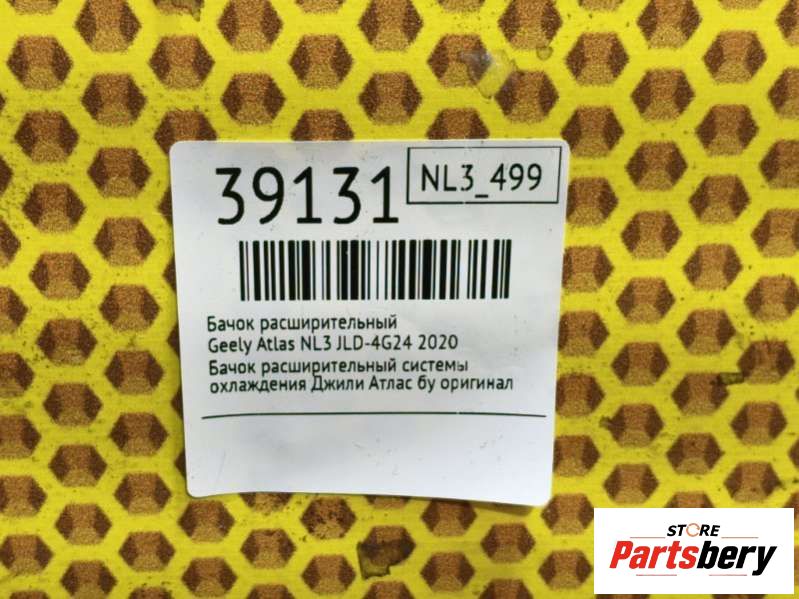 39131
NL3_499
Бачок расширительный
Geely Atlas NL3 JLD-4G24 2020
Бачок расширительный системы
охлаждения Джили Атлас бу оригинал
STORE
Partsbery